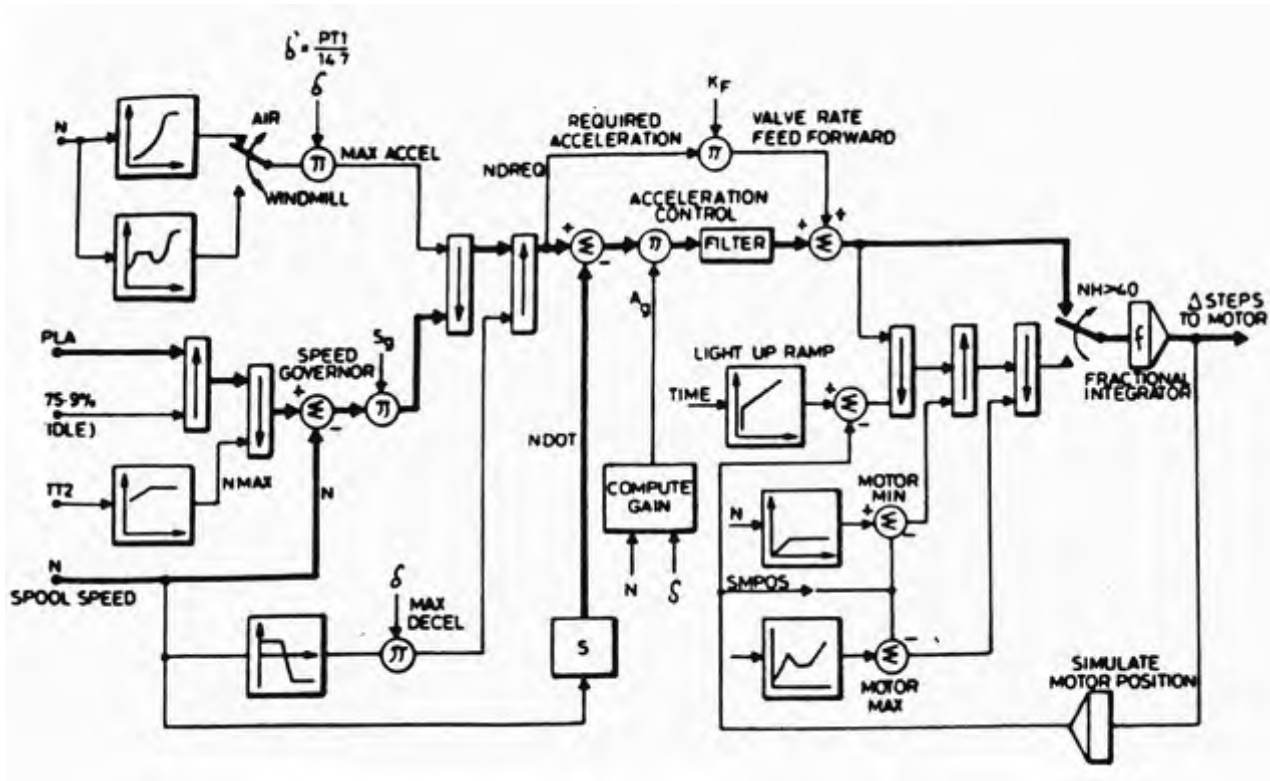 δ = PT1
14.7
δ
K_F
N
AIR
REQUIRED
ACCELERATION
VALVE RATE
FEED FORWARD
π
MAX ACCEL
π
WINDMILL
NDREQ
ACCELERATION
CONTROL
+
+
+
Σ
-
π
FILTER
+
Σ
Ag
NH>40
Δ STEPS
TO MOTOR
PLA
SPEED
GOVERNOR
Sg
LIGHT UP RAMP
f
FRACTIONAL
INTEGRATOR
75·9%
IDLE)
+
Σ
-
π
TIME
+
Σ
-
NDOT
TT2
N MAX
N
COMPUTE
GAIN
MOTOR
MIN
N
+
Σ
-
N
SPOOL SPEED
δ
MAX
DECEL
N
δ
SMPOS
π
S
-
Σ
MOTOR
MAX
SIMULATE
MOTOR POSITION